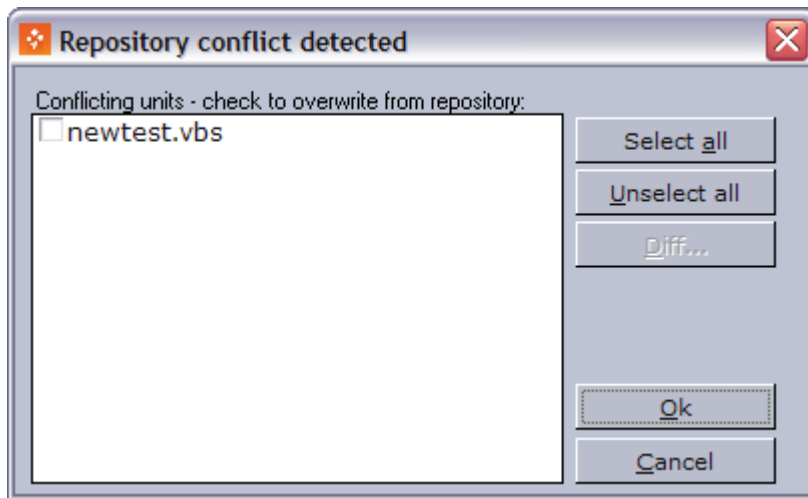 Repository conflict detected
Conflicting units - check to overwrite from repository:
newtest.vbs
Select all
Unselect all
Diff...
Ok
Cancel